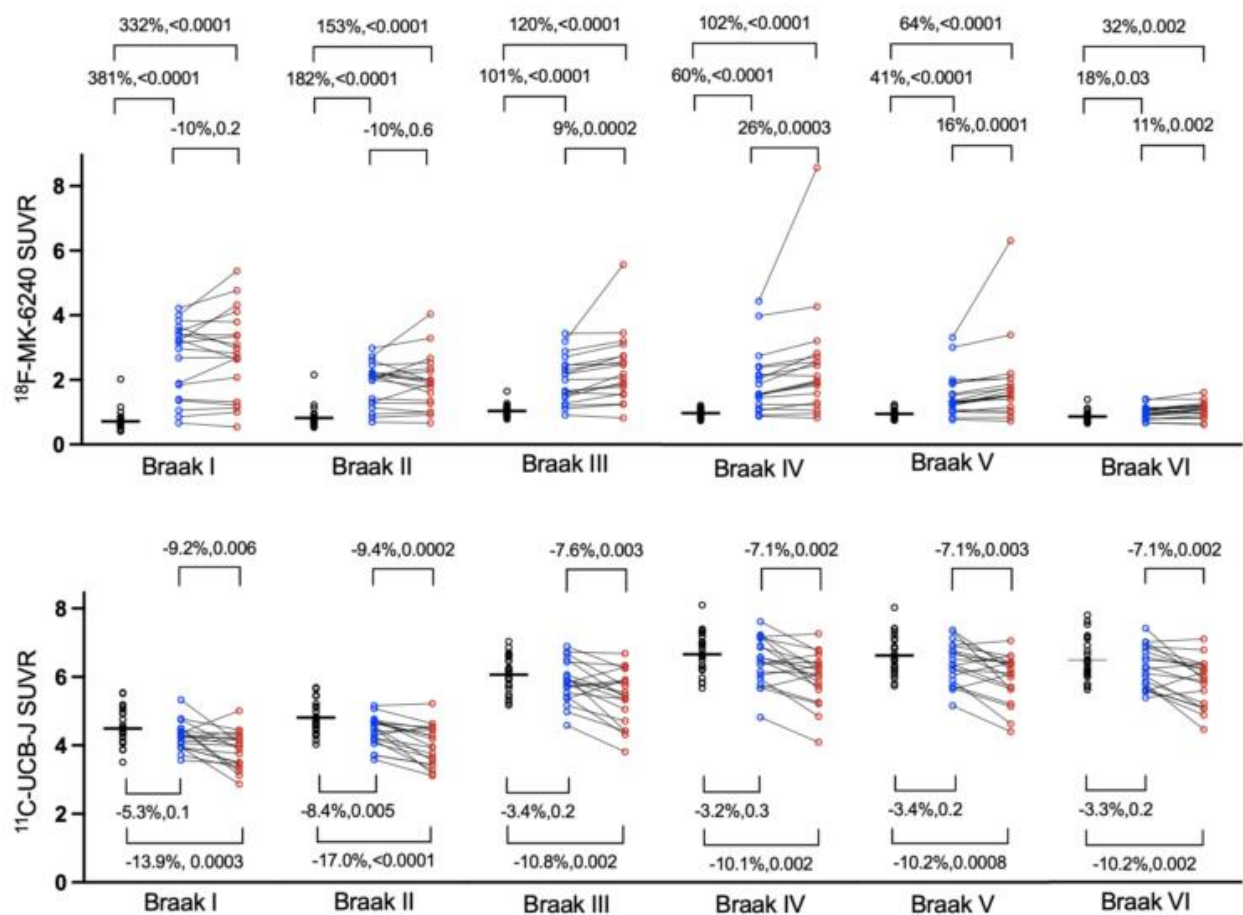 332%,<0.0001 153%,<0.0001 120%,<0.0001 102%,<0.0001 64%,<0.0001 32%,0.002
381%,<0.0001 182%,<0.0001 101%,<0.0001 60%,<0.0001 41%,<0.0001 18%,0.03
-10%,0.2 -10%,0.6 9%,0.0002 26%,0.0003 16%,0.0001 11%,0.002
18F-MK-6240 SUVR
8
6
4
2
0
Braak I Braak II Braak III Braak IV Braak V Braak VI
-9.2%,0.006 -9.4%,0.0002 -7.6%,0.003 -7.1%,0.002 -7.1%,0.003 -7.1%,0.002
11C-UCB-J SUVR
8
6
4
2
0
-5.3%,0.1 -8.4%,0.005 -3.4%,0.2 -3.2%,0.3 -3.4%,0.2 -3.3%,0.2
-13.9%, 0.0003 -17.0%,<0.0001 -10.8%,0.002 -10.1%,0.002 -10.2%,0.0008 -10.2%,0.002
Braak I Braak II Braak III Braak IV Braak V Braak VI